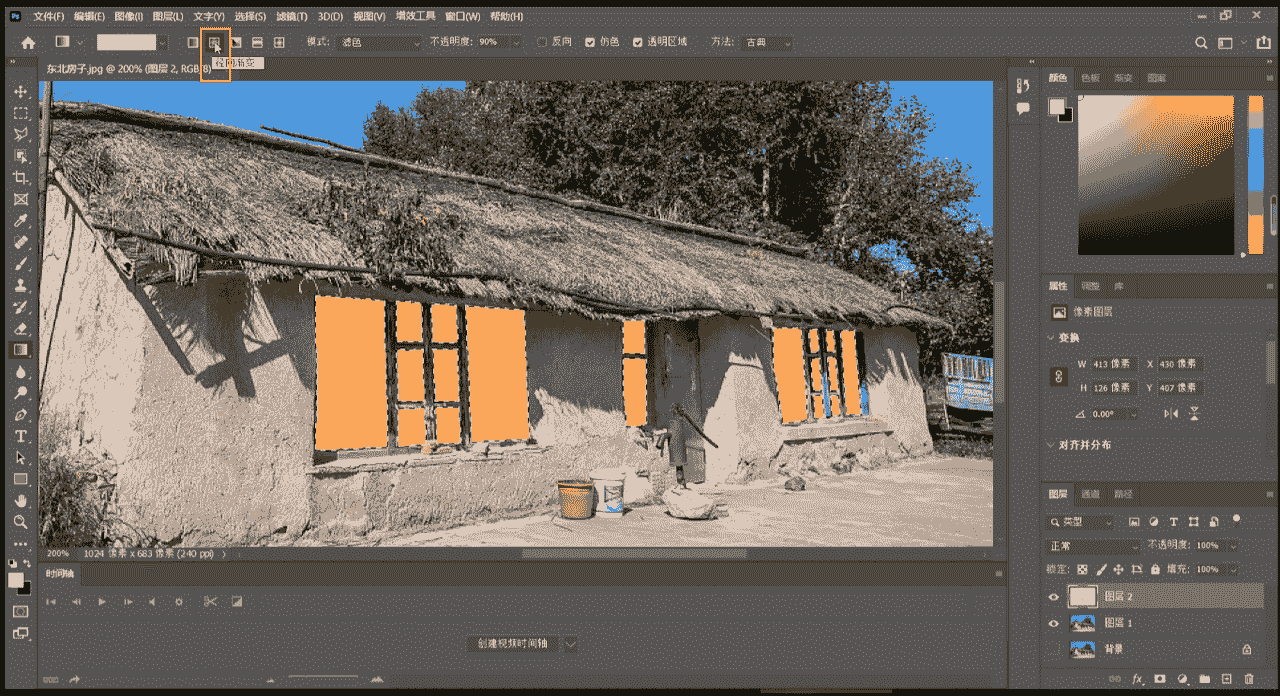 Ps 文件(F) 编辑(E) 图像(I) 图层(L) 文字(Y) 选择(S) 滤镜(T) 3D(D) 视图(V) 增效工具 窗口(W) 帮助(H)
模式: 滤色 不透明度: 90% 反向 仿色 透明区域 方法: 古典
径向渐变
东北房子.jpg @ 200% (图层 2, RGB/8)
颜色 色板 渐变 图案
属性 调整 库
像素图层
变换
W 413 像素 X 430 像素
H 126 像素 Y 407 像素
0.00°
对齐并分布
图层 通道 路径
类型
正常 不透明度: 100%
锁定: 填充: 100%
图层 2
图层 1
背景
200% 1024 像素 x 683 像素 (240 ppi)
时间轴
创建视频时间轴